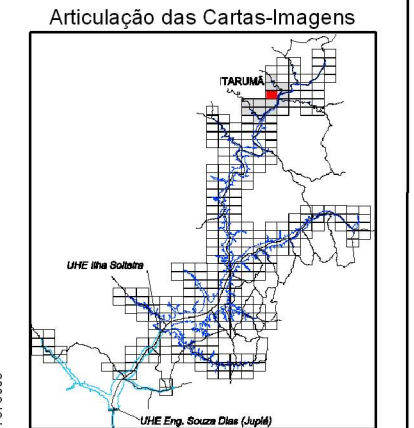 Articulação das Cartas-Imagens
ITARUMÃ
UHE Ilha Solteira
UHE Eng. Souza Dias (Jupiá)